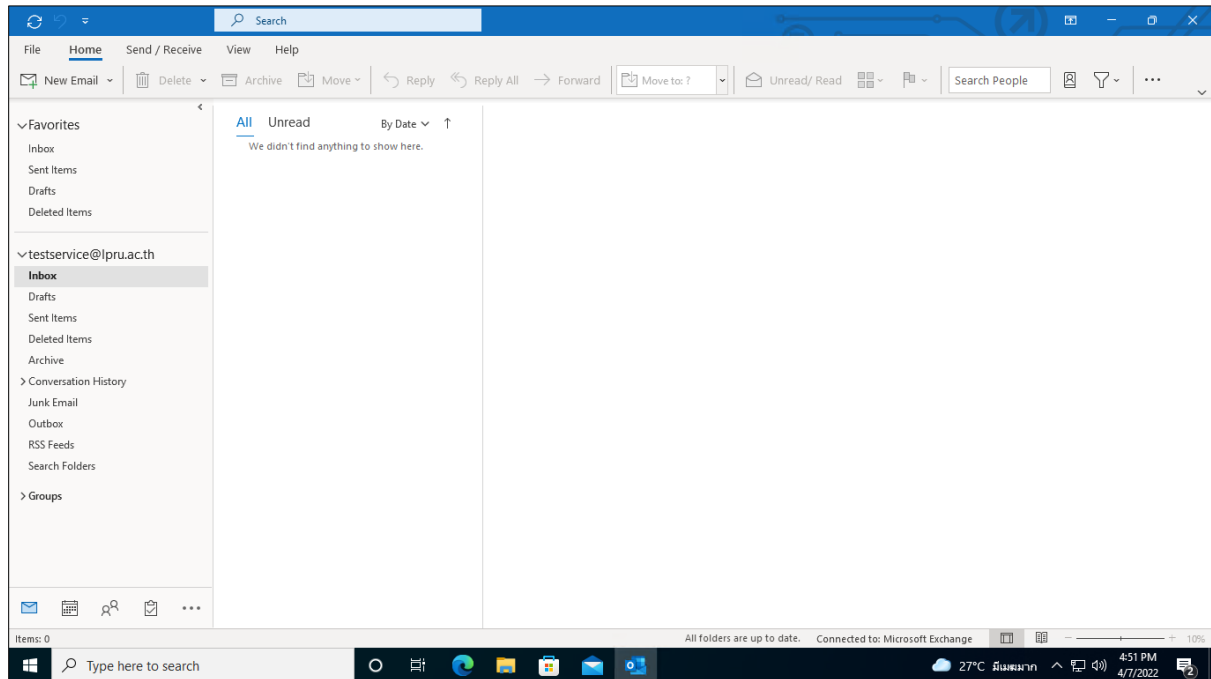 Search
File Home Send / Receive View Help
New Email Delete Archive Move Reply Reply All Forward Move to: ? Unread/ Read Search People
Favorites
Inbox
Sent Items
Drafts
Deleted Items
testservice@lpru.ac.th
Inbox
Drafts
Sent Items
Deleted Items
Archive
Conversation History
Junk Email
Outbox
RSS Feeds
Search Folders
Groups
All Unread By Date
We didn't find anything to show here.
Items: 0 All folders are up to date. Connected to: Microsoft Exchange 10%
Type here to search 27°C มีเมฆมาก 4:51 PM
4/7/2022 2